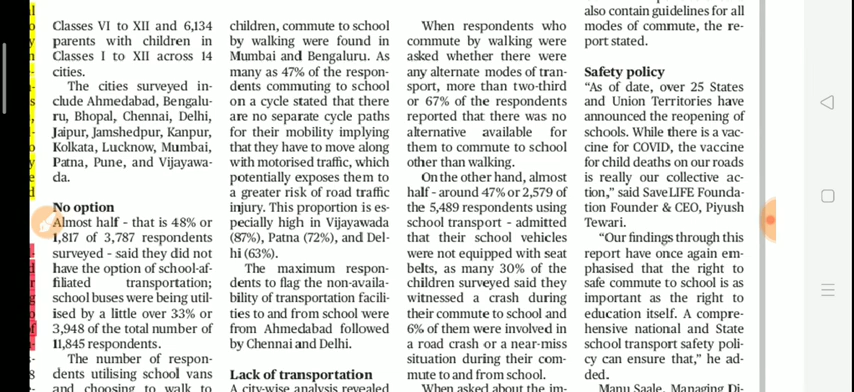 Classes VI to XII and 6,134
parents with children in
Classes I to XII across 14
cities.
The cities surveyed in-
clude Ahmedabad, Bengalu-
ru, Bhopal, Chennai, Delhi,
Jaipur, Jamshedpur, Kanpur,
Kolkata, Lucknow, Mumbai,
Patna, Pune, and Vijayawa-
da.
No option
Almost half - that is 48% or
1,817 of 3,787 respondents
surveyed - said they did not
have the option of school-af-
filiated transportation;
school buses were being util-
ised by a little over 33% or
3,948 of the total number of
11,845 respondents.
The number of respon-
dents utilising school vans
and choosing to walk to
children, commute to school
by walking were found in
Mumbai and Bengaluru. As
many as 47% of the respon-
dents commuting to school
on a cycle stated that there
are no separate cycle paths
for their mobility implying
that they have to move along
with motorised traffic, which
potentially exposes them to
a greater risk of road traffic
injury. This proportion is es-
pecially high in Vijayawada
(87%), Patna (72%), and Del-
hi (63%).
The maximum respon-
dents to flag the non-availa-
bility of transportation facili-
ties to and from school were
from Ahmedabad followed
by Chennai and Delhi.
Lack of transportation
A city-wise analysis revealed
When respondents who
commute by walking were
asked whether there were
any alternate modes of tran-
sport, more than two-third
or 67% of the respondents
reported that there was no
alternative available for
them to commute to school
other than walking.
On the other hand, almost
half - around 47% or 2,579 of
the 5,489 respondents using
school transport - admitted
that their school vehicles
were not equipped with seat
belts, as many 30% of the
children surveyed said they
witnessed a crash during
their commute to school and
6% of them were involved in
a road crash or a near-miss
situation during their com-
mute to and from school.
When asked about the im-
also contain guidelines for all
modes of commute, the re-
port stated.
Safety policy
“As of date, over 25 States
and Union Territories have
announced the reopening of
schools. While there is a vac-
cine for COVID, the vaccine
for child deaths on our roads
is really our collective ac-
tion,” said SaveLIFE Founda-
tion Founder & CEO, Piyush
Tewari.
“Our findings through this
report have once again em-
phasised that the right to
safe commute to school is as
important as the right to
education itself. A compre-
hensive national and State
school transport safety poli-
cy can ensure that,” he ad-
ded.
Manu Saale, Managing Di-